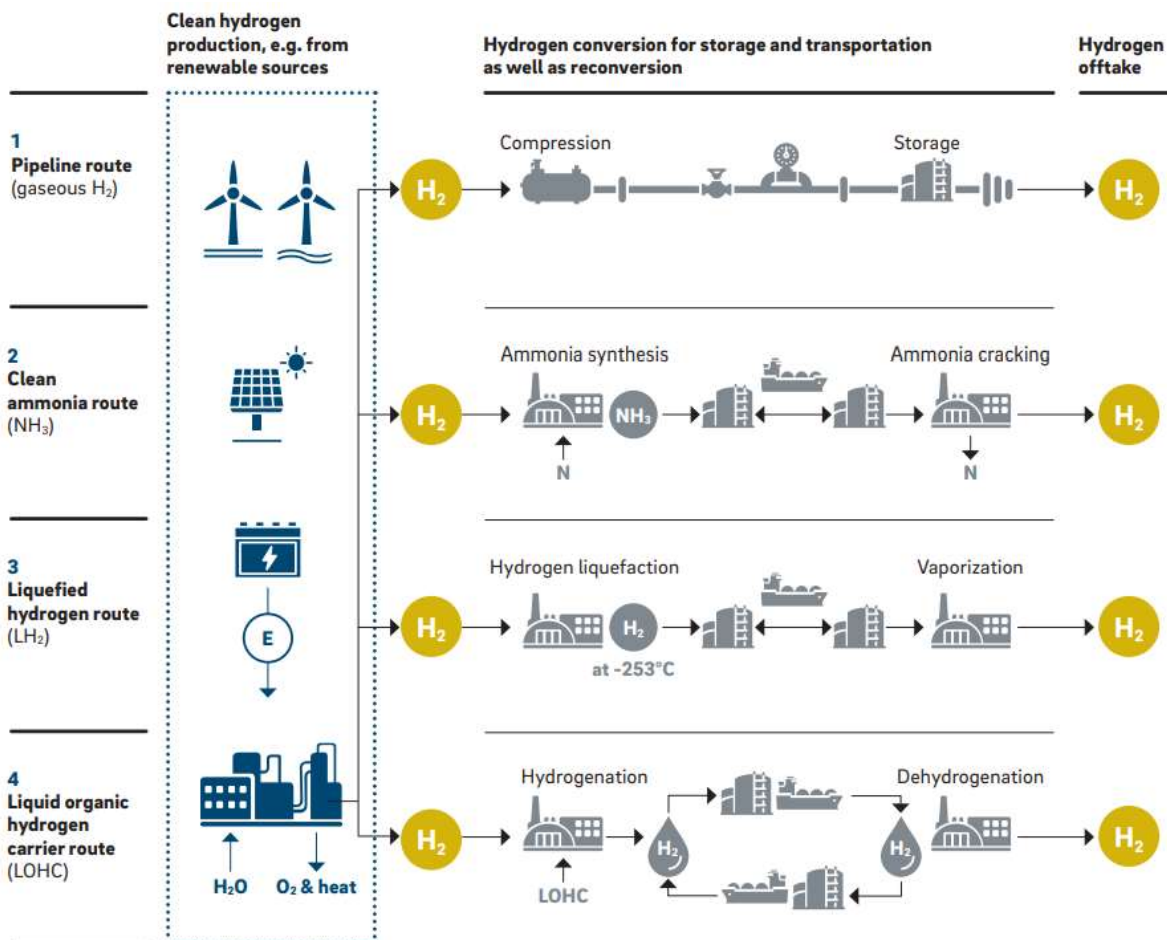 Clean hydrogen
production, e.g. from
renewable sources
Hydrogen conversion for storage and transportation
as well as reconversion
Hydrogen
offtake
1
Pipeline route
(gaseous H₂)
H₂
Compression
Storage
H₂
2
Clean
ammonia route
(NH₃)
H₂
Ammonia synthesis
NH₃
N
Ammonia cracking
N
H₂
3
Liquefied
hydrogen route
(LH₂)
E
H₂
Hydrogen liquefaction
H₂
at -253°C
Vaporization
H₂
4
Liquid organic
hydrogen
carrier route
(LOHC)
H₂O
O₂ & heat
H₂
Hydrogenation
LOHC
H₂
H₂
Dehydrogenation
H₂